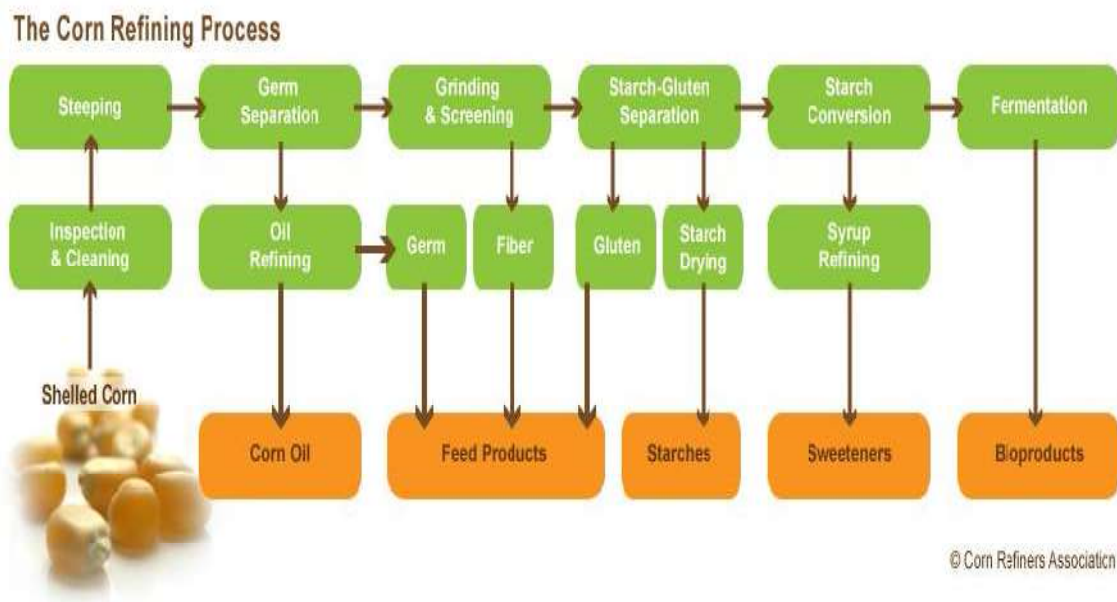 The Corn Refining Process
Steeping
Germ
Separation
Grinding
& Screening
Starch-Gluten
Separation
Starch
Conversion
Fermentation
Inspection
& Cleaning
Oil
Refining
Germ
Fiber
Gluten
Starch
Drying
Syrup
Refining
Shelled Corn
Corn Oil
Feed Products
Starches
Sweeteners
Bioproducts
© Corn Refiners Association